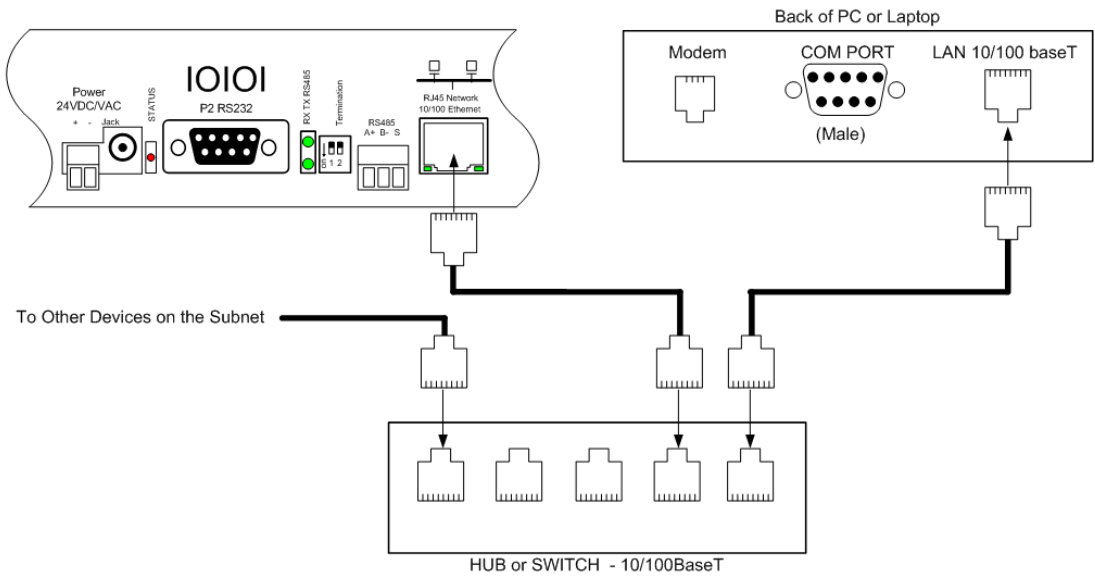 Back of PC or Laptop
Modem
COM PORT
LAN 10/100 baseT
(Male)
Power
24VDC/VAC
+ - Jack
STATUS
IOIOI
P2 RS232
RX TX RS485
Termination
ON
1 2
RS485
A+ B- S
RJ45 Network
10/100 Ethernet
To Other Devices on the Subnet
HUB or SWITCH - 10/100BaseT